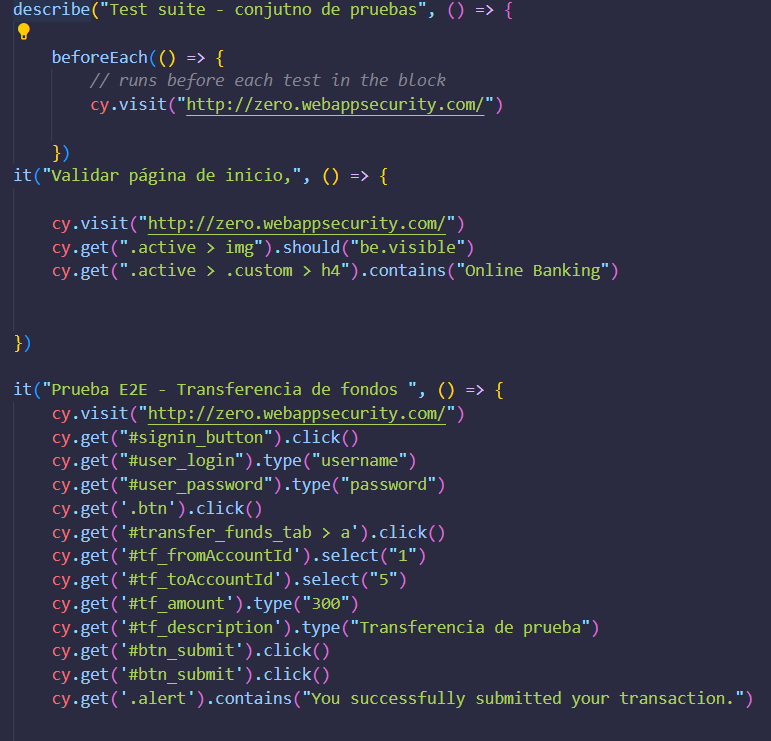 describe("Test suite - conjutno de pruebas", () => {
beforeEach(() => {
// runs before each test in the block
cy.visit("http://zero.webappsecurity.com/")
})
it("Validar página de inicio,", () => {
cy.visit("http://zero.webappsecurity.com/")
cy.get(".active > img").should("be.visible")
cy.get(".active > .custom > h4").contains("Online Banking")
})
it("Prueba E2E - Transferencia de fondos ", () => {
cy.visit("http://zero.webappsecurity.com/")
cy.get("#signin_button").click()
cy.get("#user_login").type("username")
cy.get("#user_password").type("password")
cy.get('.btn').click()
cy.get('#transfer_funds_tab > a').click()
cy.get('#tf_fromAccountId').select("1")
cy.get('#tf_toAccountId').select("5")
cy.get('#tf_amount').type("300")
cy.get('#tf_description').type("Transferencia de prueba")
cy.get('#btn_submit').click()
cy.get('#btn_submit').click()
cy.get('.alert').contains("You successfully submitted your transaction.")